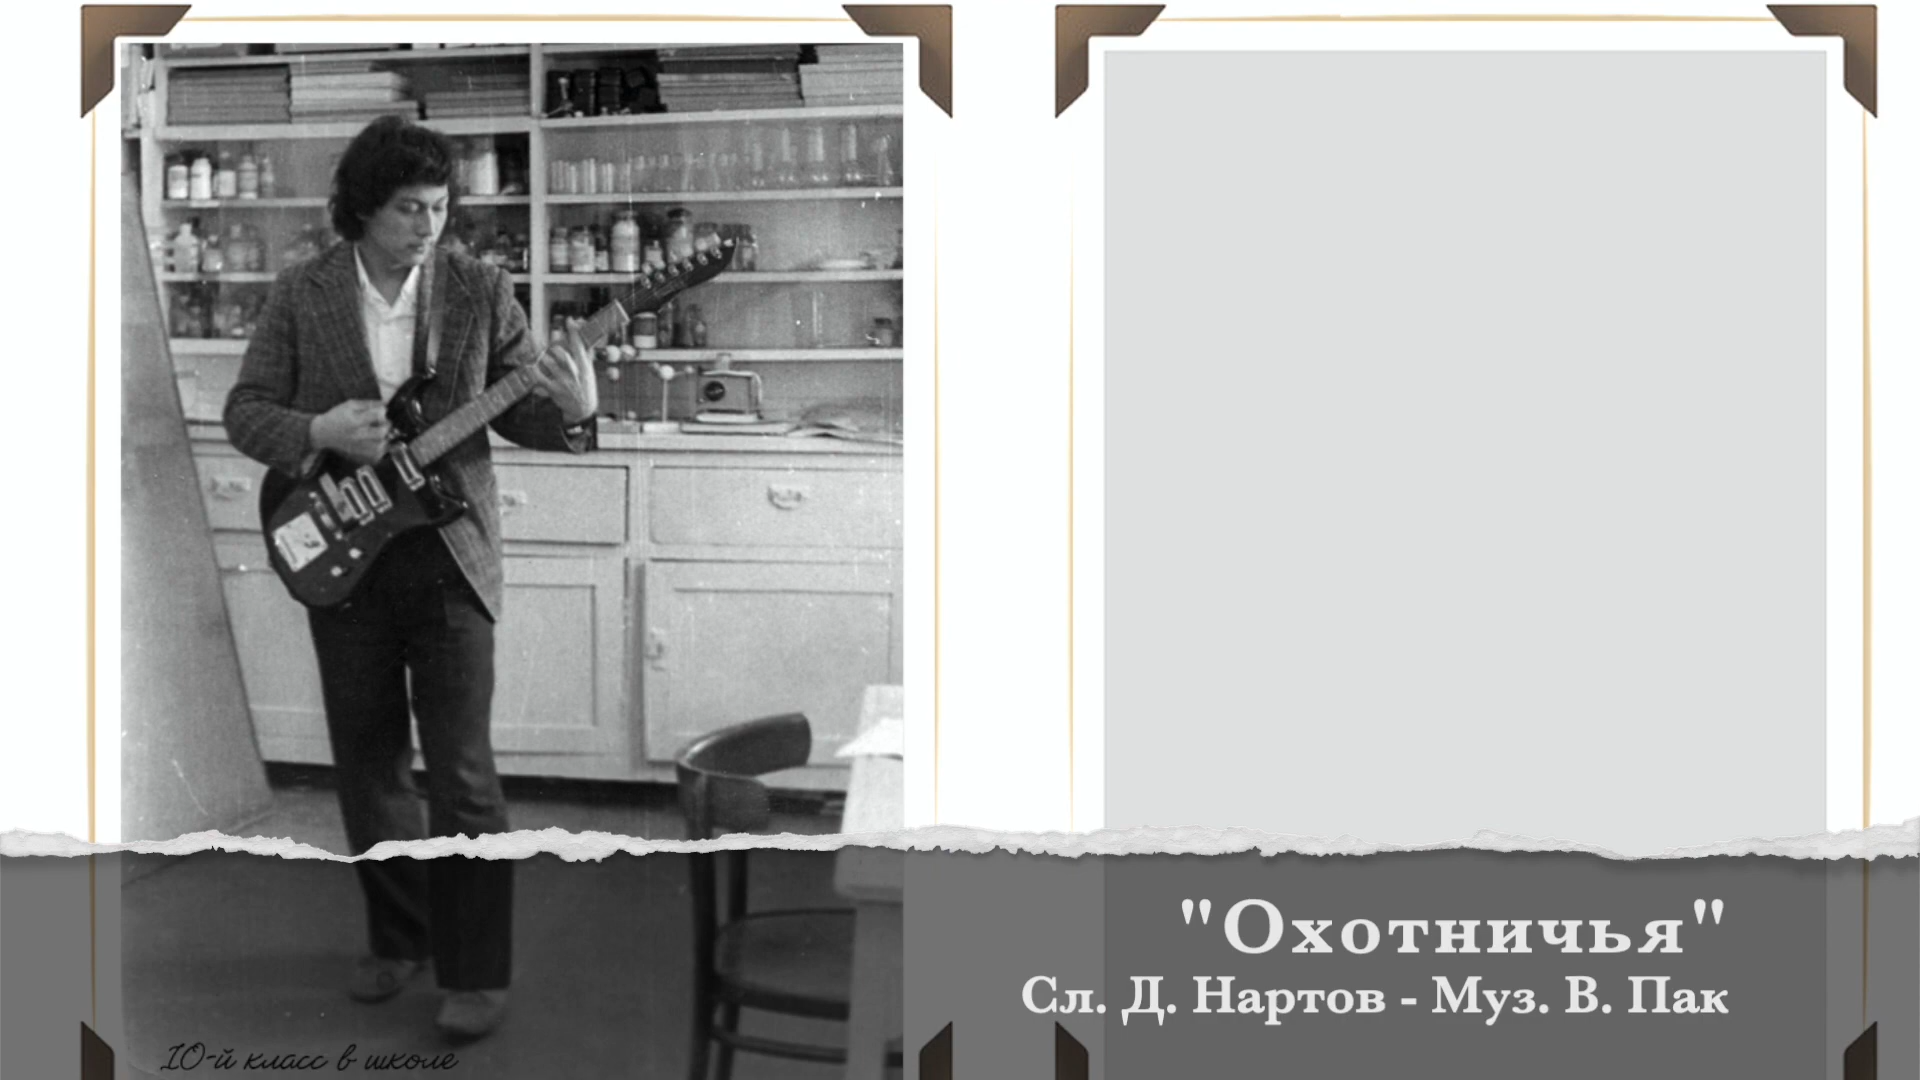 "Охотничья"
Сл. Д. Нартов - Муз. В. Пак
10-й класс в школе